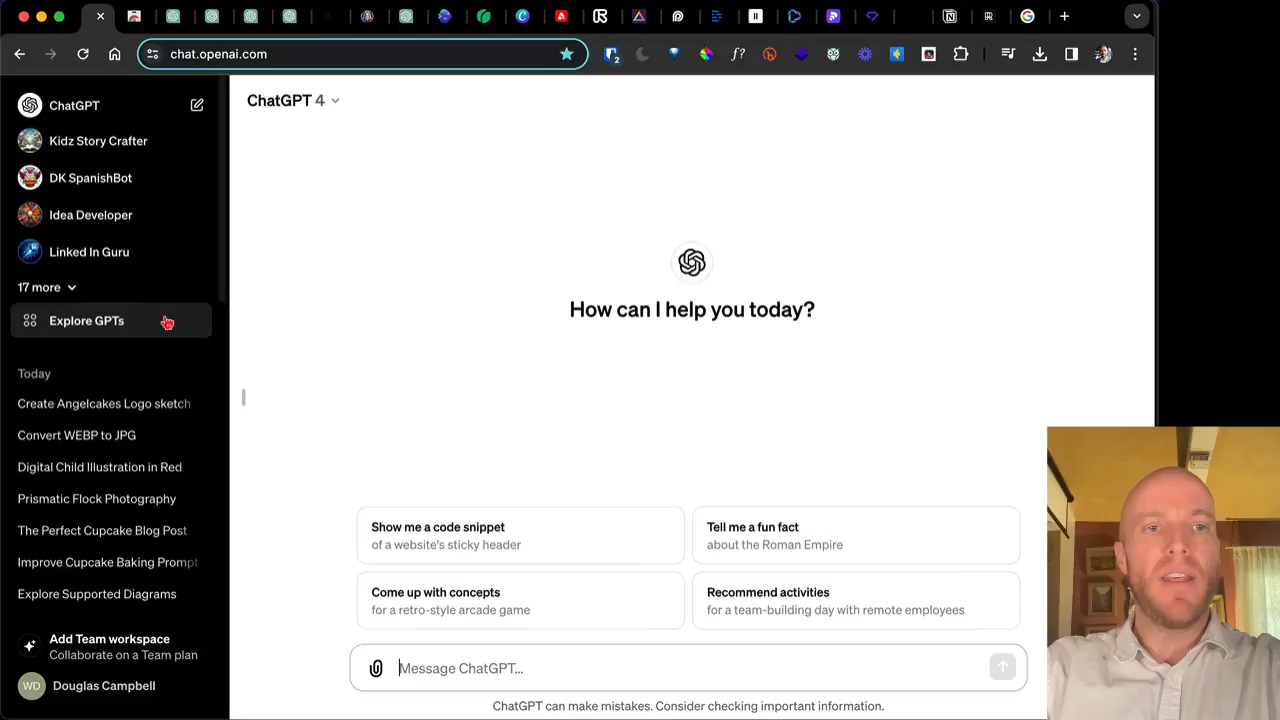 chat.openai.com
2
f?
ChatGPT
Kidz Story Crafter
DK SpanishBot
Idea Developer
Linked In Guru
17 more
Explore GPTs
Today
Create Angelcakes Logo sketch
Convert WEBP to JPG
Digital Child Illustration in Red
Prismatic Flock Photography
The Perfect Cupcake Blog Post
Improve Cupcake Baking Prompt
Explore Supported Diagrams
Add Team workspace
Collaborate on a Team plan
WD
Douglas Campbell
ChatGPT 4
How can I help you today?
Show me a code snippet
of a website's sticky header
Tell me a fun fact
about the Roman Empire
Come up with concepts
for a retro-style arcade game
Recommend activities
for a team-building day with remote employees
Message ChatGPT...
ChatGPT can make mistakes. Consider checking important information.